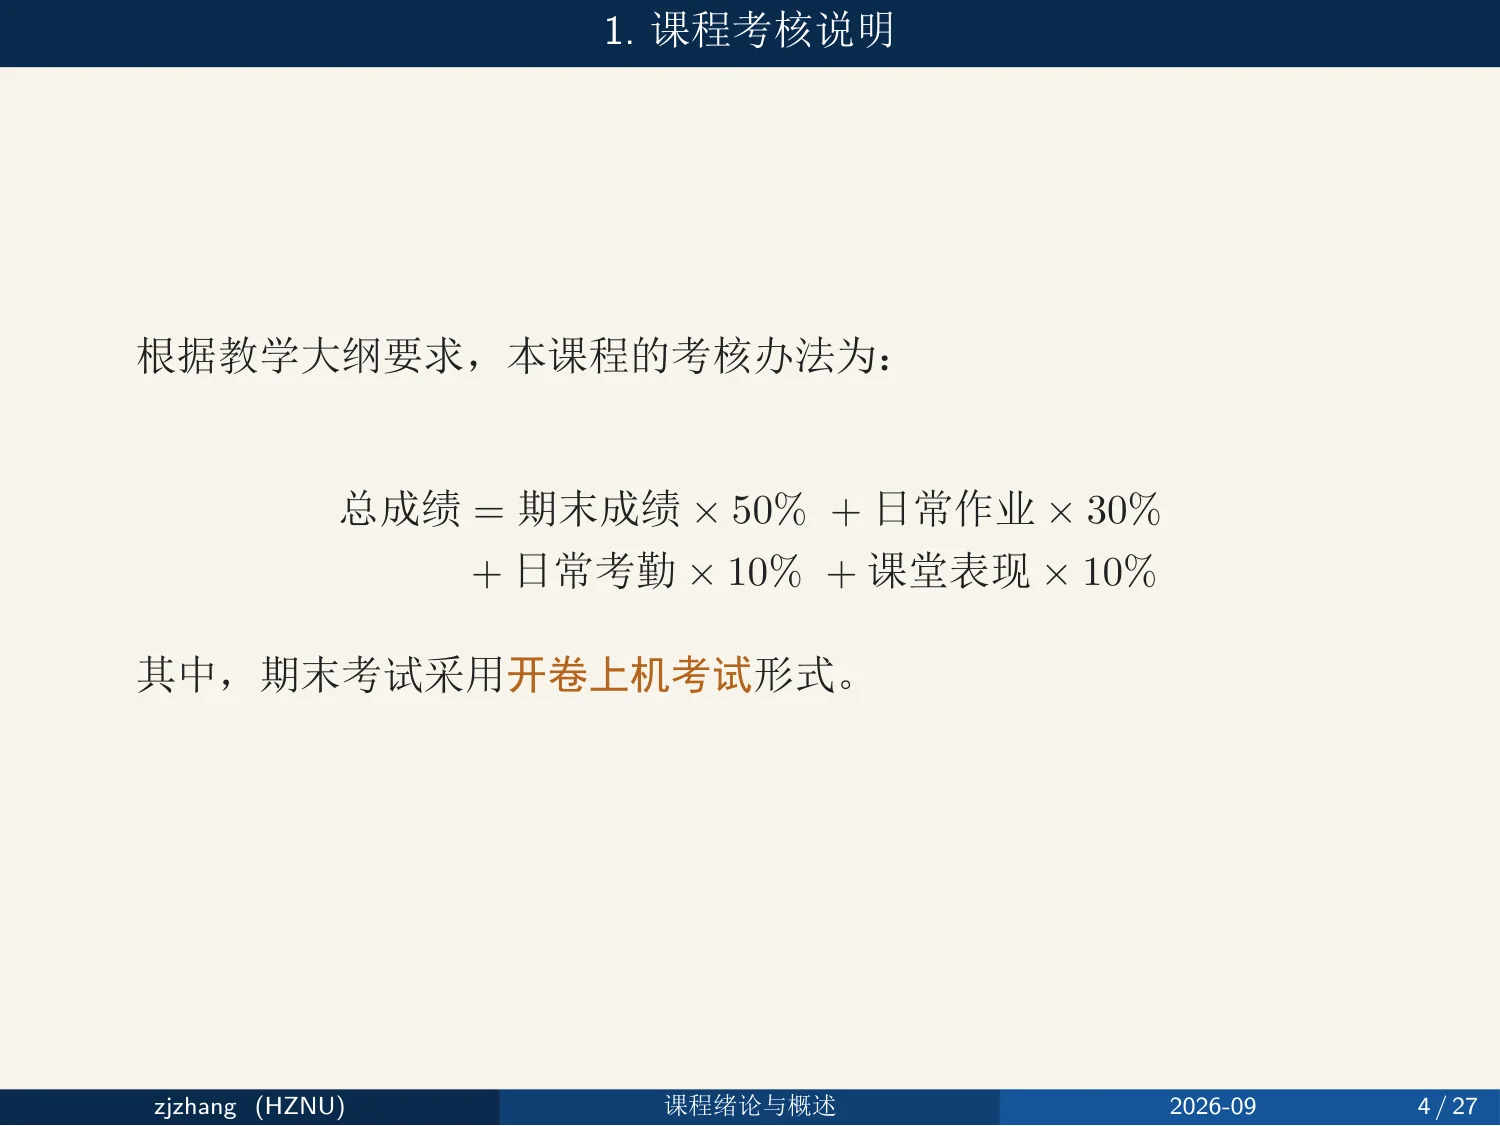 1. 课程考核说明
根据教学大纲要求，本课程的考核办法为：
总成绩 = 期末成绩 × 50% + 日常作业 × 30%
+ 日常考勤 × 10% + 课堂表现 × 10%
其中，期末考试采用开卷上机考试形式。
zjzhang (HZNU) 课程绪论与概述 2026-09 4 / 27